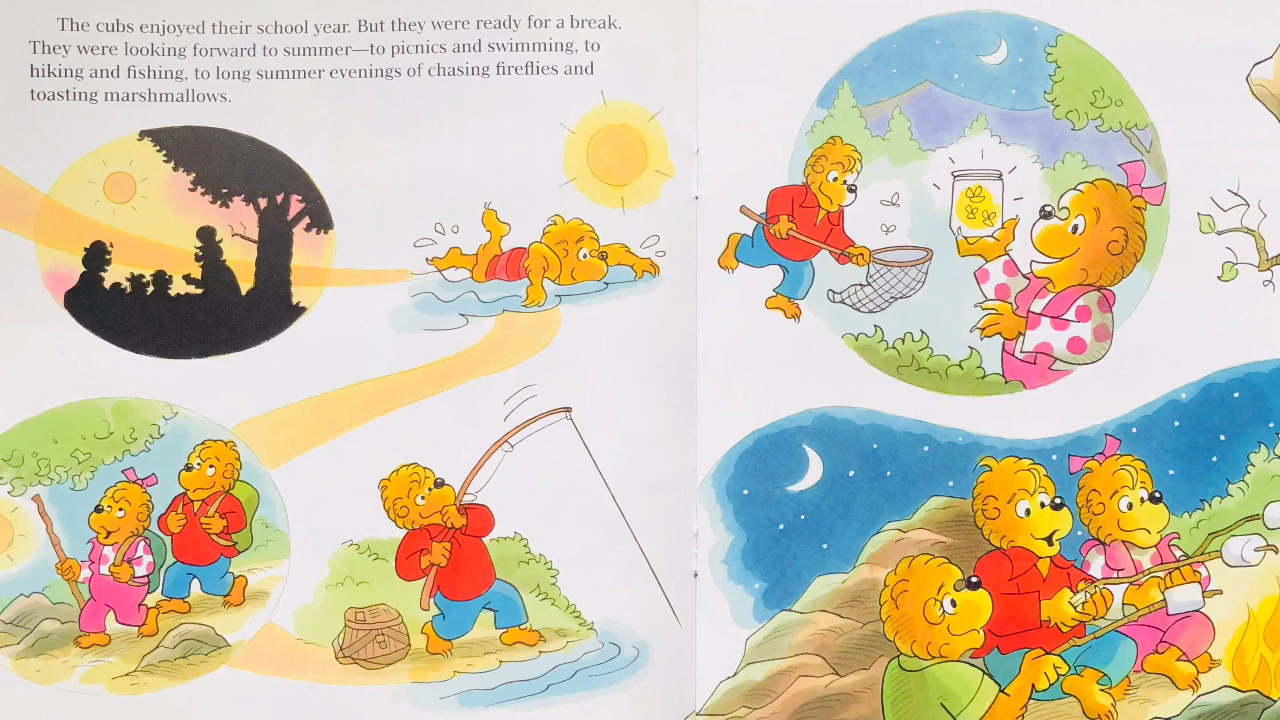 The cubs enjoyed their school year. But they were ready for a break.
They were looking forward to summer—to picnics and swimming, to
hiking and fishing, to long summer evenings of chasing fireflies and
toasting marshmallows.